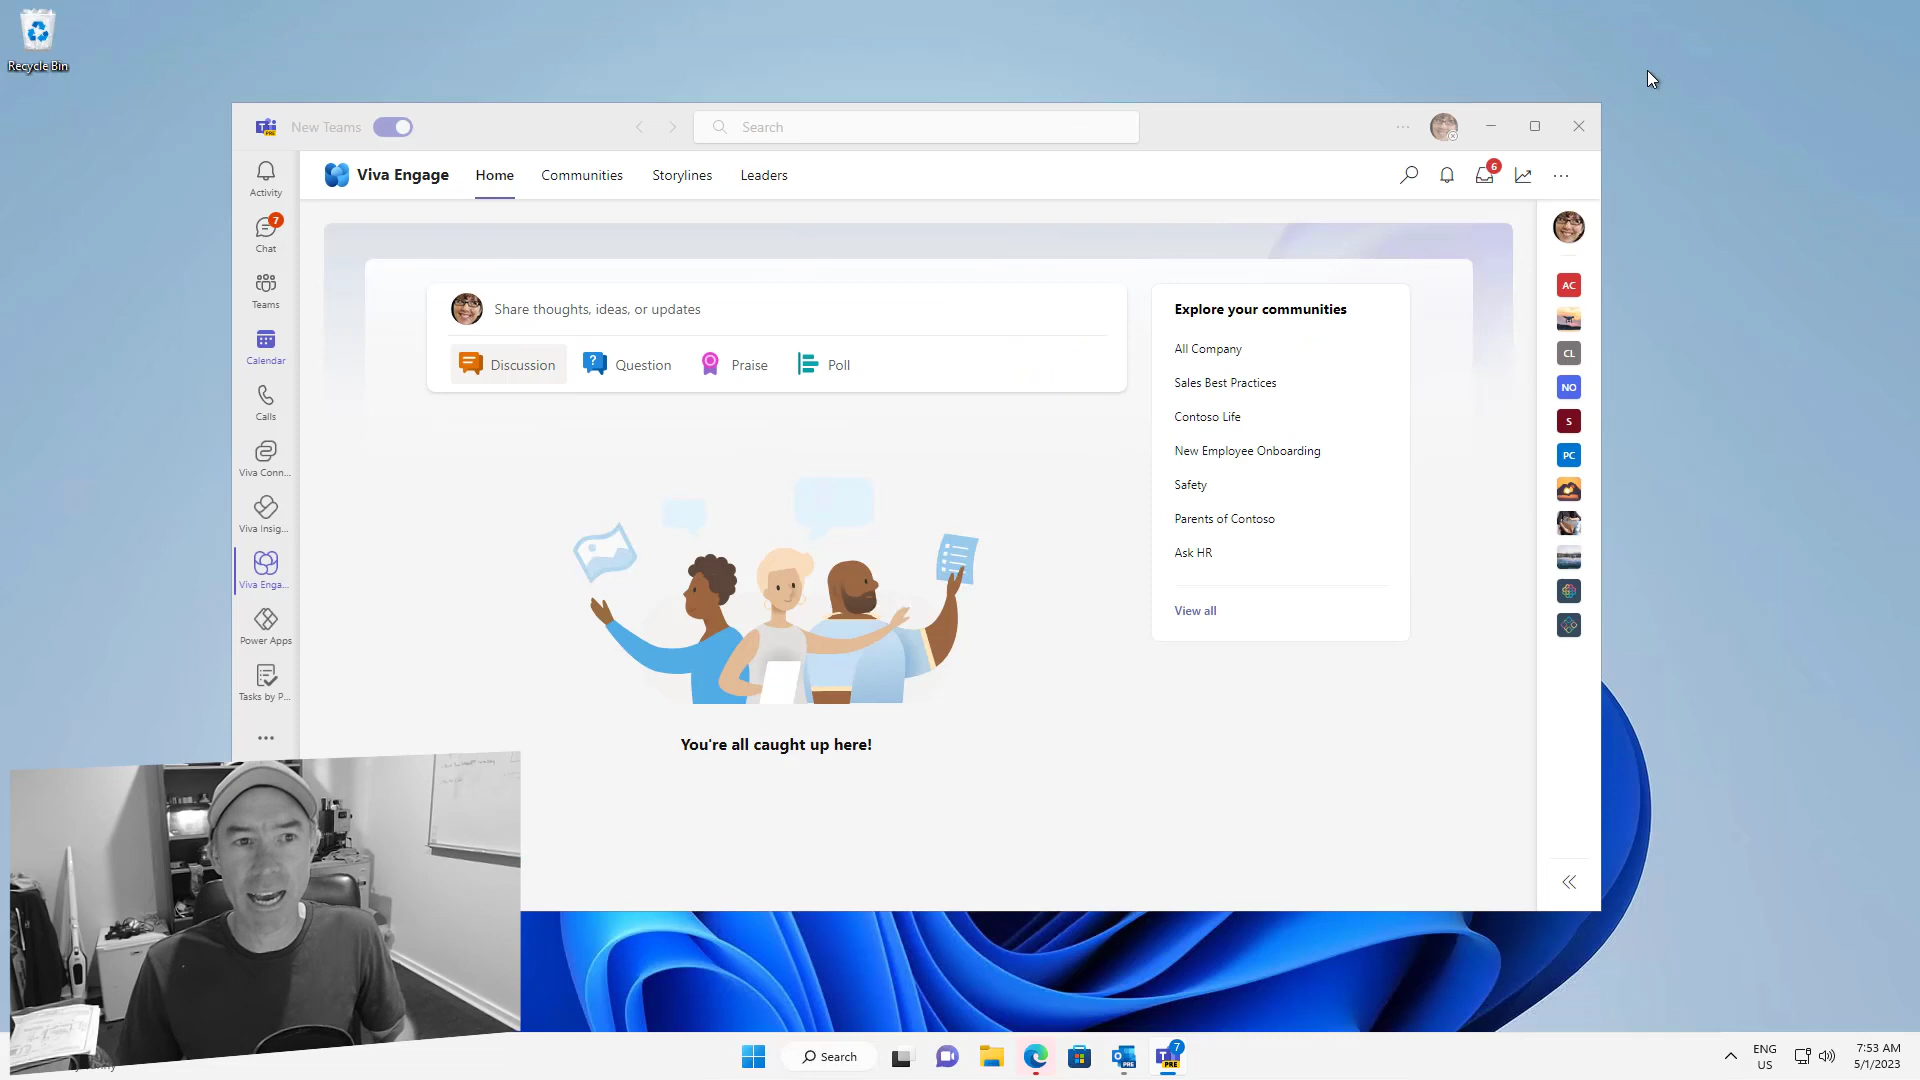 Recycle Bin
PRE
New Teams
Search
Activity
7
Chat
Teams
Calendar
Calls
Viva Conn...
Viva Insig...
Viva Enga...
Power Apps
Tasks by P...
Viva Engage
Home
Communities
Storylines
Leaders
6
Share thoughts, ideas, or updates
Discussion
Question
Praise
Poll
You're all caught up here!
Explore your communities
All Company
Sales Best Practices
Contoso Life
New Employee Onboarding
Safety
Parents of Contoso
Ask HR
View all
AC
CL
NO
S
PC
Search
PRE
7
PRE
ENG
US
7:53 AM
5/1/2023